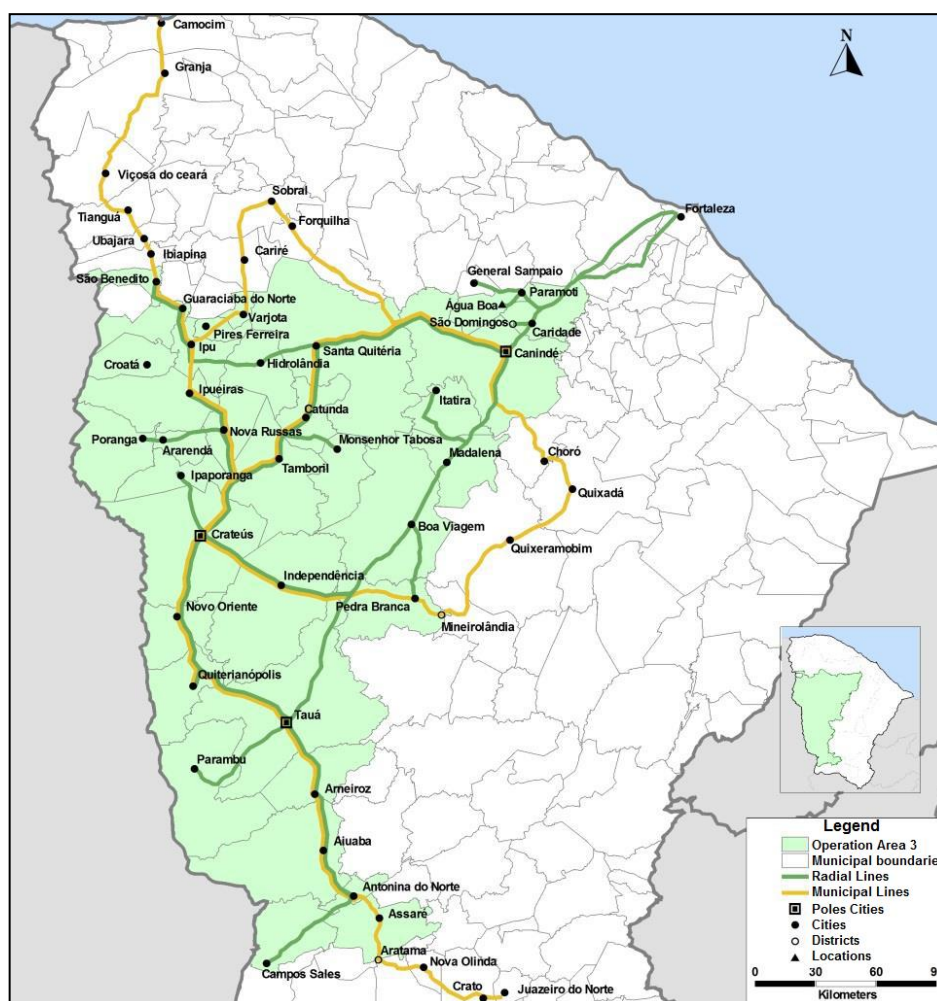 Camocim
Granja
N
Viçosa do ceará
Sobral
Fortaleza
Tianguá
Forquilha
Ubajara
Ibiapina
Cariré
General Sampaio
São Benedito
Paramoti
Guaraciaba do Norte
Água Boa
Varjota
São Domingos
Caridade
Pires Ferreira
Ipu
Santa Quitéria
Canindé
Croatá
Hidrolândia
Ipueiras
Itatira
Catunda
Nova Russas
Poranga
Monsenhor Tabosa
Ararendá
Madalena
Choró
Tamboril
Ipaporanga
Quixadá
Boa Viagem
Crateús
Quixeramobim
Independência
Novo Oriente
Pedra Branca
Mineirolândia
Quiterianópolis
Tauá
Parambu
Arneiroz
Aiuaba
Antonina do Norte
Assaré
Aratama
Nova Olinda
Campos Sales
Crato
Juazeiro do Norte
Legend
Operation Area 3
Municipal boundarie
Radial Lines
Municipal Lines
Poles Cities
Cities
Districts
Locations
0 30 60 9
Kilometers